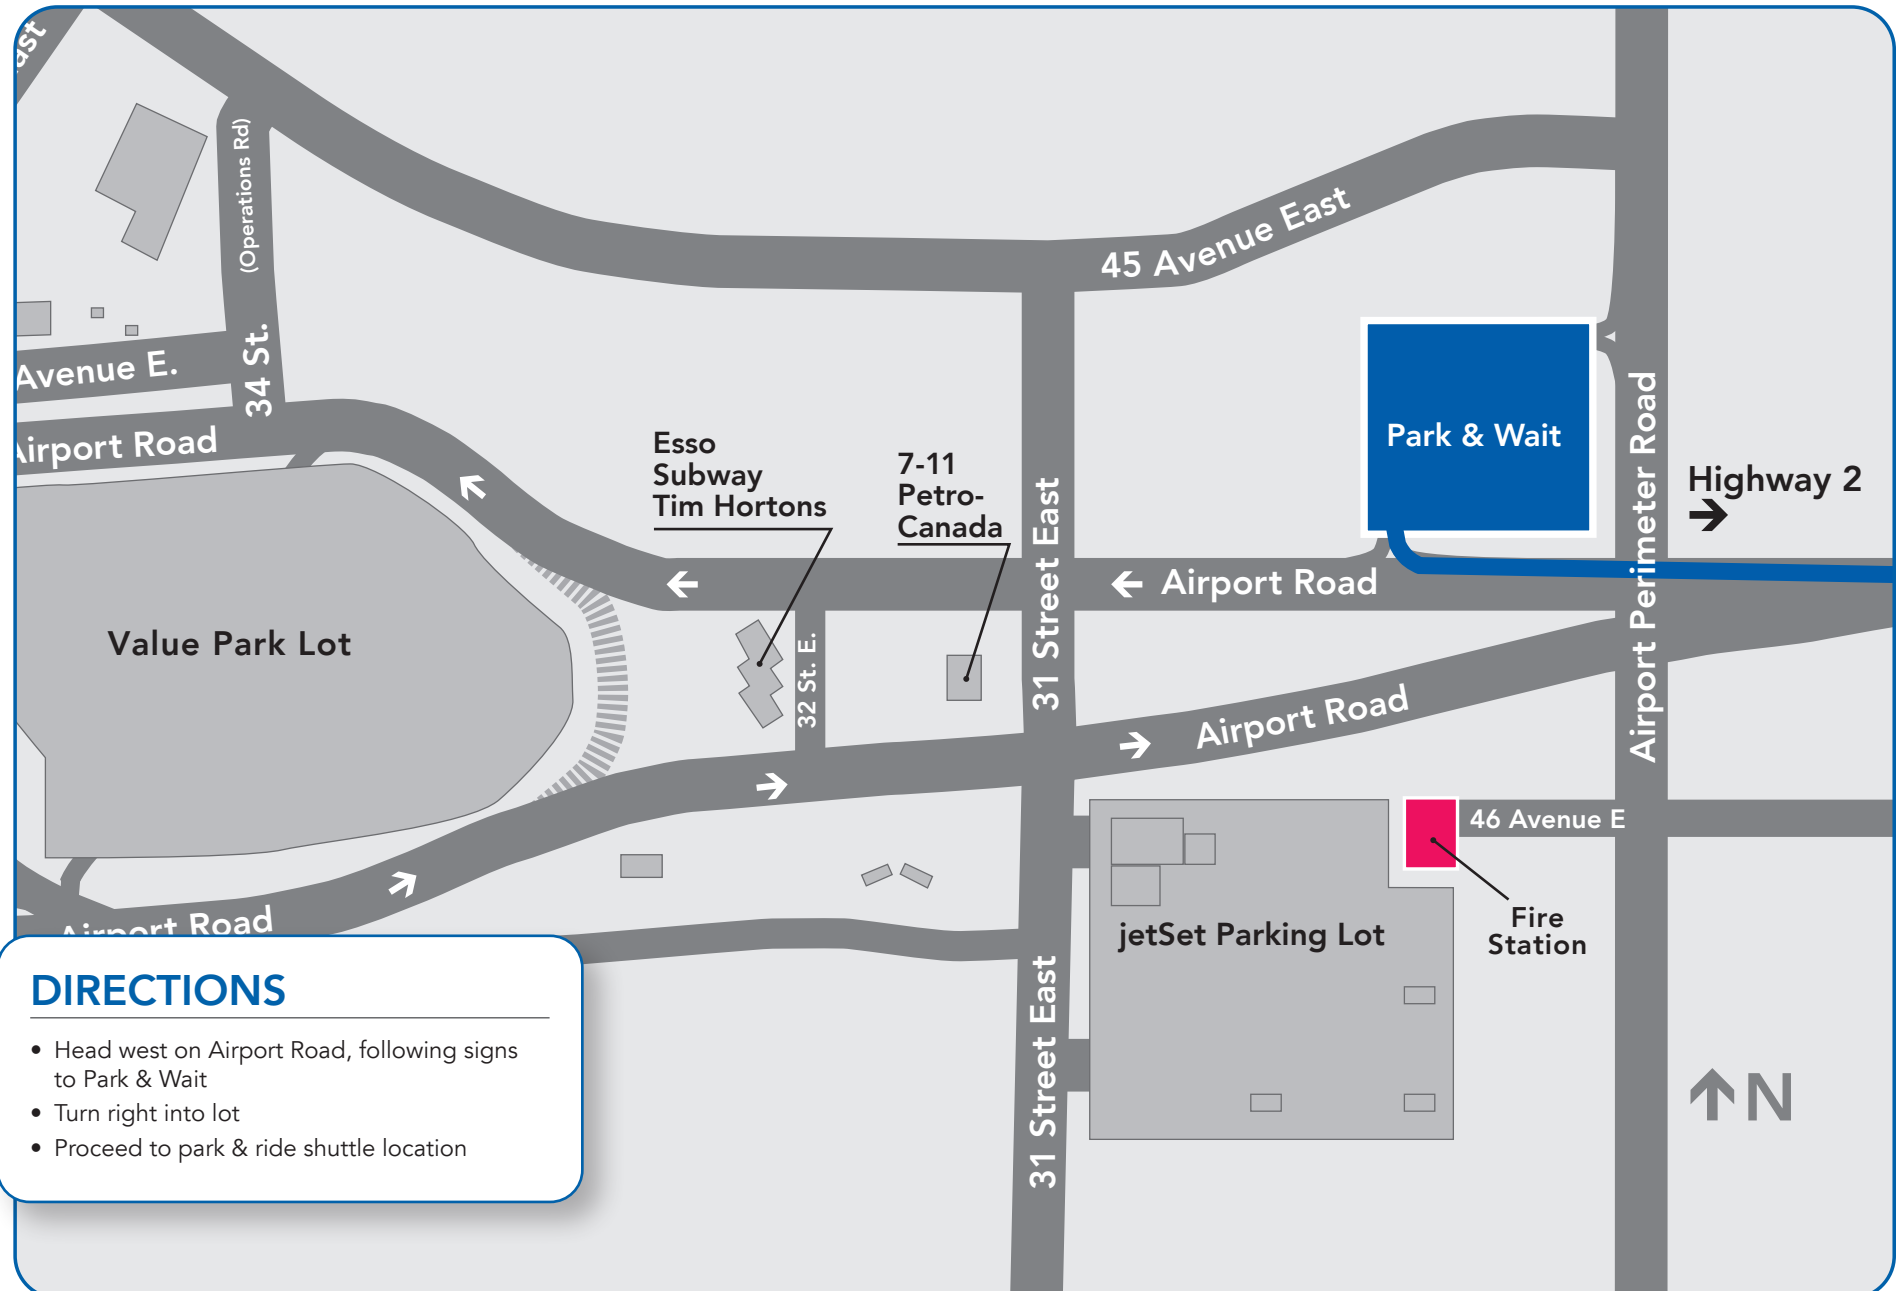 ast
(Operations Rd)
34 St.
Avenue E.
Airport Road
45 Avenue East
Esso
Subway
Tim Hortons
7-11
Petro-
Canada
31 Street East
Park & Wait
Airport Perimeter Road
Highway 2
Airport Road
Value Park Lot
32 St. E.
Airport Road
46 Avenue E
Fire
Station
jetSet Parking Lot
31 Street East
Airport Road
N
DIRECTIONS
• Head west on Airport Road, following signs
to Park & Wait
• Turn right into lot
• Proceed to park & ride shuttle location